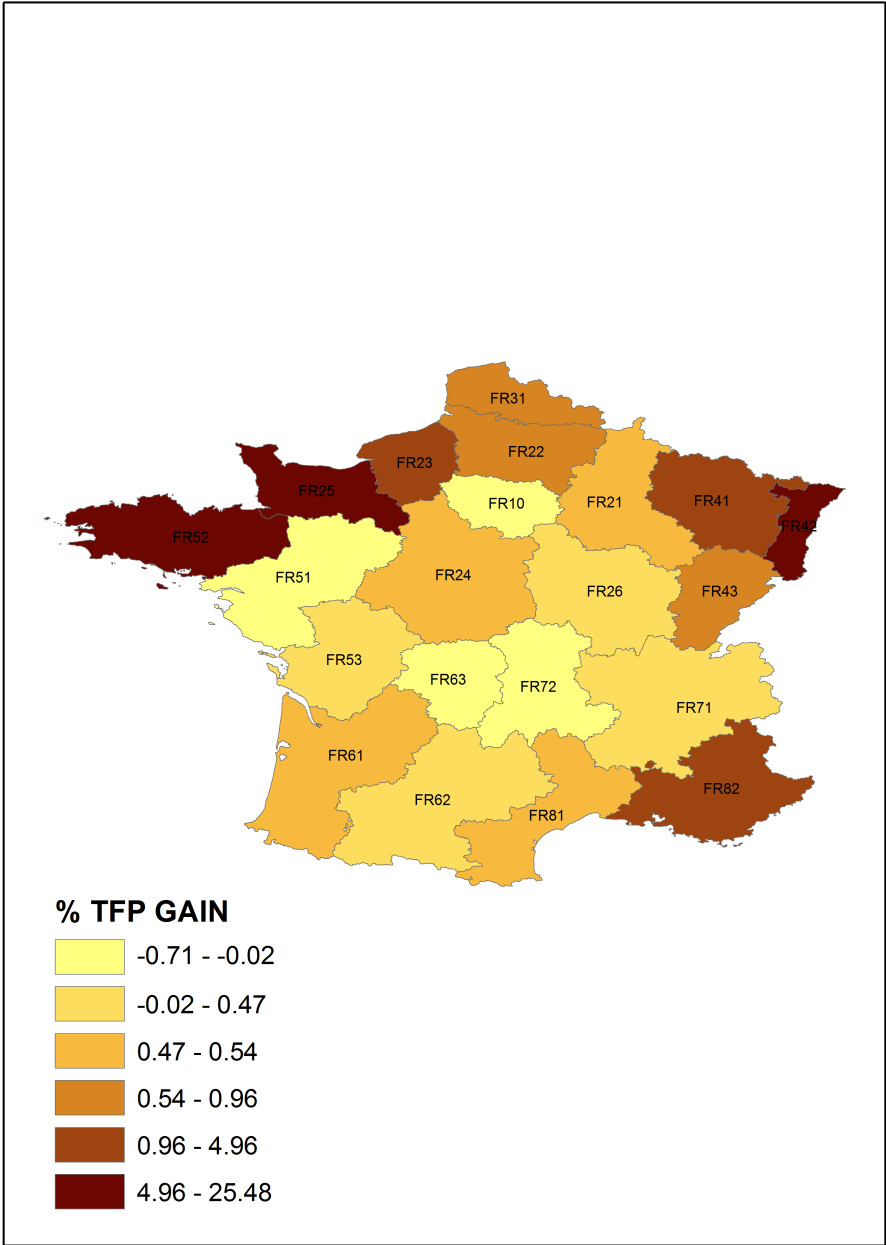 FR31
FR22
FR23
FR25
FR10
FR21
FR41
FR42
FR52
FR51
FR24
FR26
FR43
FR53
FR63
FR72
FR71
FR61
FR62
FR81
FR82
% TFP GAIN
-0.71 - -0.02
-0.02 - 0.47
0.47 - 0.54
0.54 - 0.96
0.96 - 4.96
4.96 - 25.48